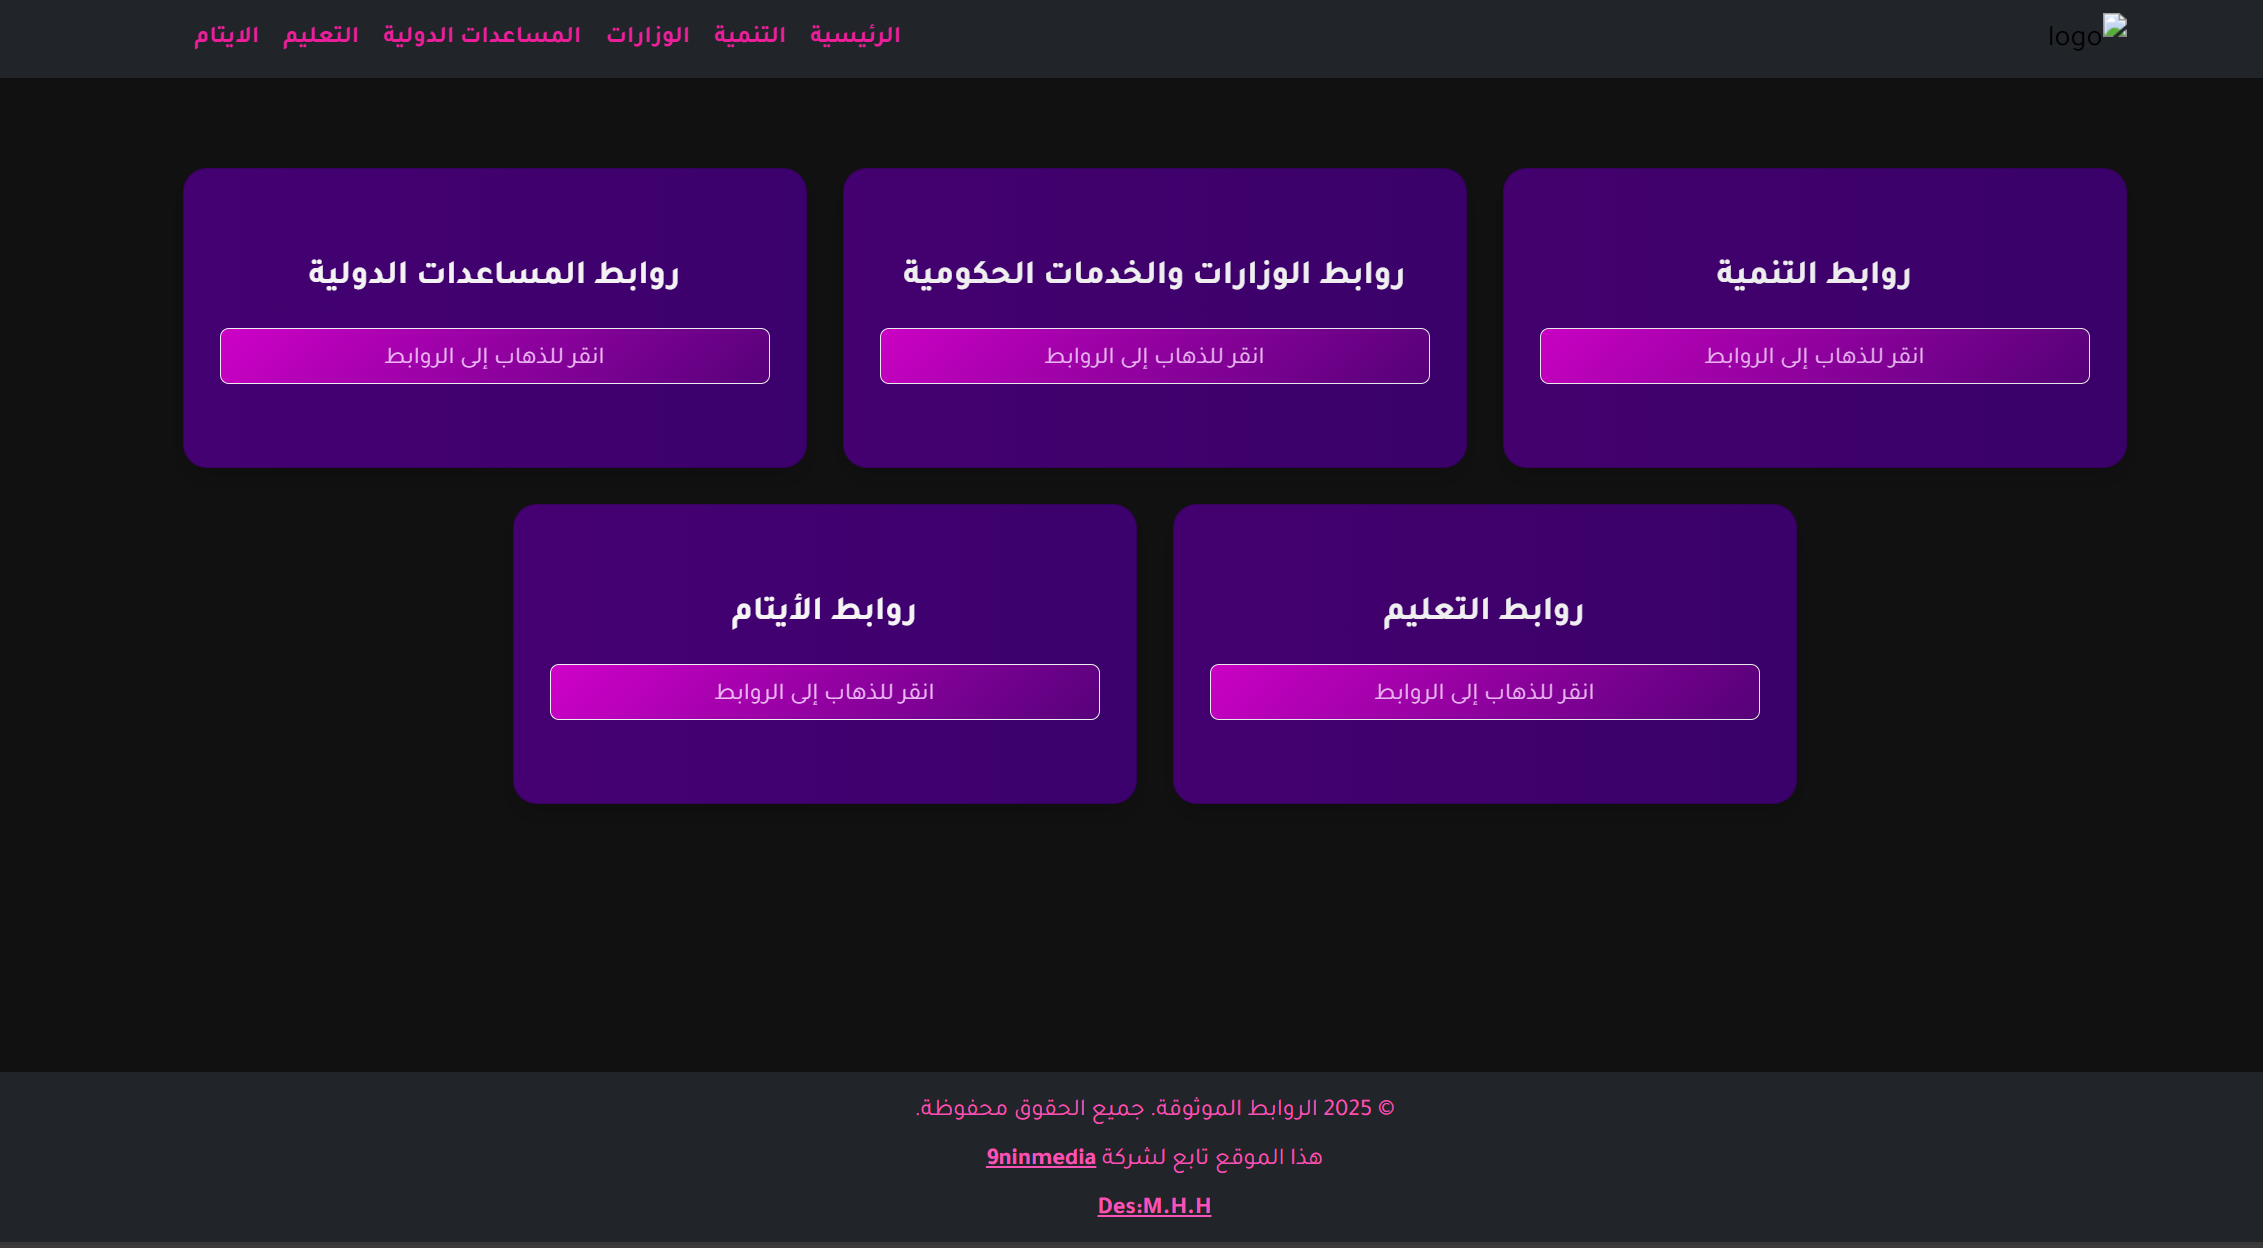 logo
الرئيسية التنمية الوزارات المساعدات الدولية التعليم الايتام
روابط التنمية
انقر للذهاب إلى الروابط
روابط الوزارات والخدمات الحكومية
انقر للذهاب إلى الروابط
روابط المساعدات الدولية
انقر للذهاب إلى الروابط
روابط التعليم
انقر للذهاب إلى الروابط
روابط الأيتام
انقر للذهاب إلى الروابط
© 2025 الروابط الموثوقة. جميع الحقوق محفوظة.
هذا الموقع تابع لشركة 9ninmedia
Des:M.H.H